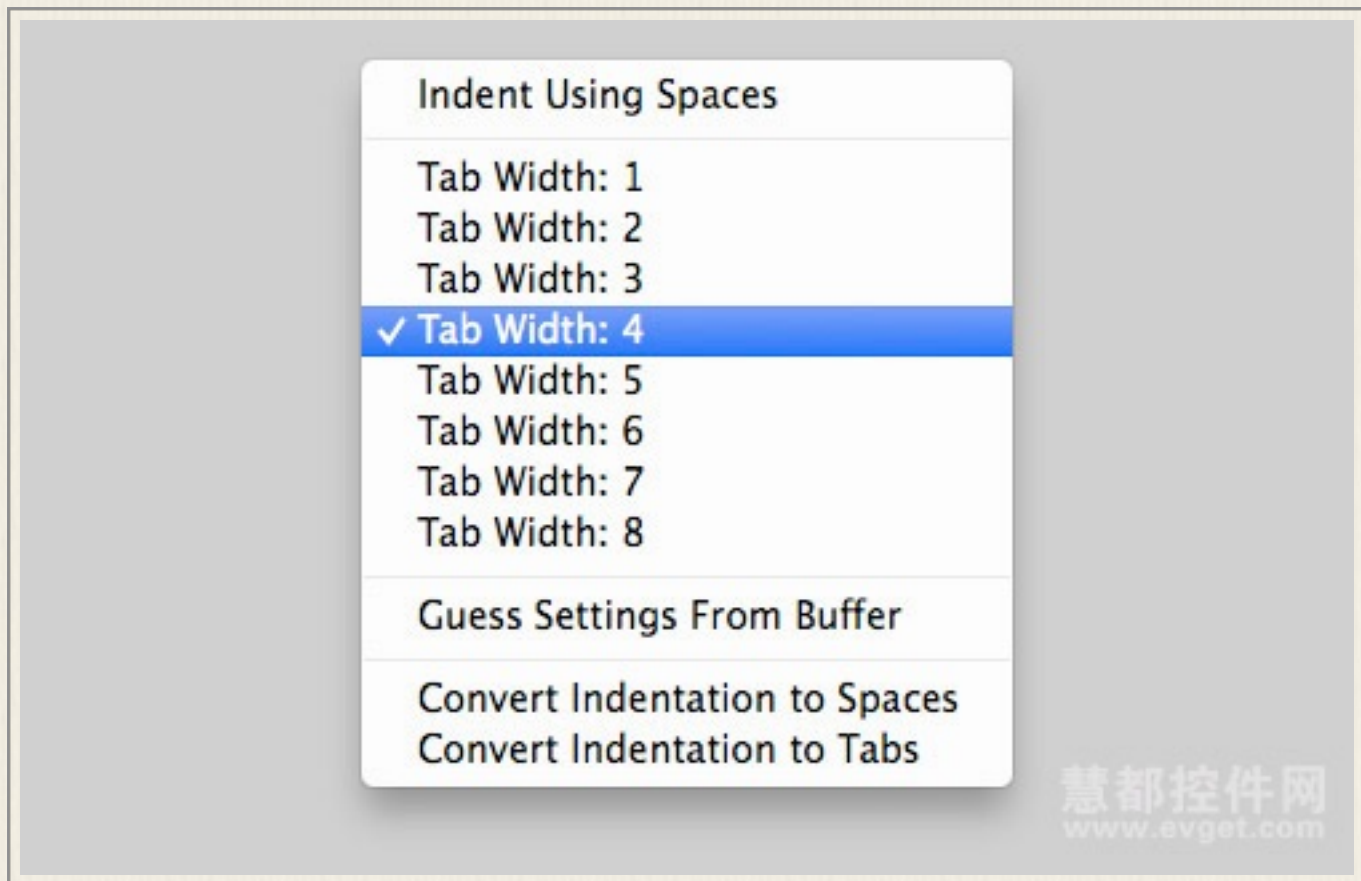 Indent Using Spaces
Tab Width: 1
Tab Width: 2
Tab Width: 3
✓ Tab Width: 4
Tab Width: 5
Tab Width: 6
Tab Width: 7
Tab Width: 8
Guess Settings From Buffer
Convert Indentation to Spaces
Convert Indentation to Tabs
慧都控件网
www.evget.com